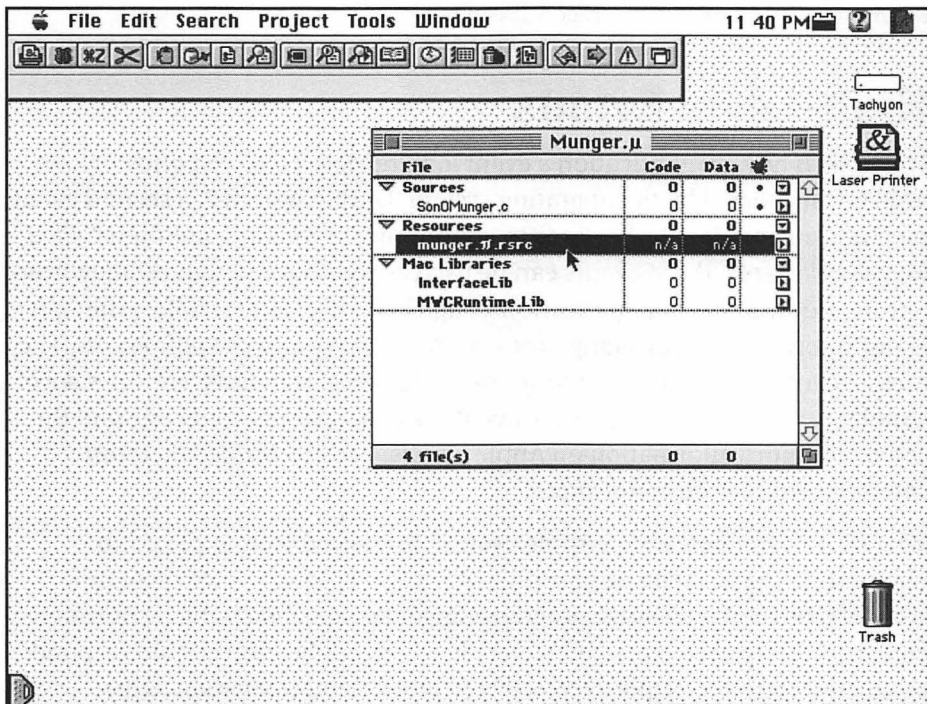 File Edit Search Project Tools Window 11 40 PM
⌘Z
Tachyon
Munger.µ
File Code Data
Laser Printer
Sources 0 0
SonOMunger.c 0 0
Resources 0 0
munger.π.rsrc n/a n/a
Mac Libraries 0 0
InterfaceLib 0 0
MWCRuntime.Lib 0 0
4 file(s) 0 0
Trash